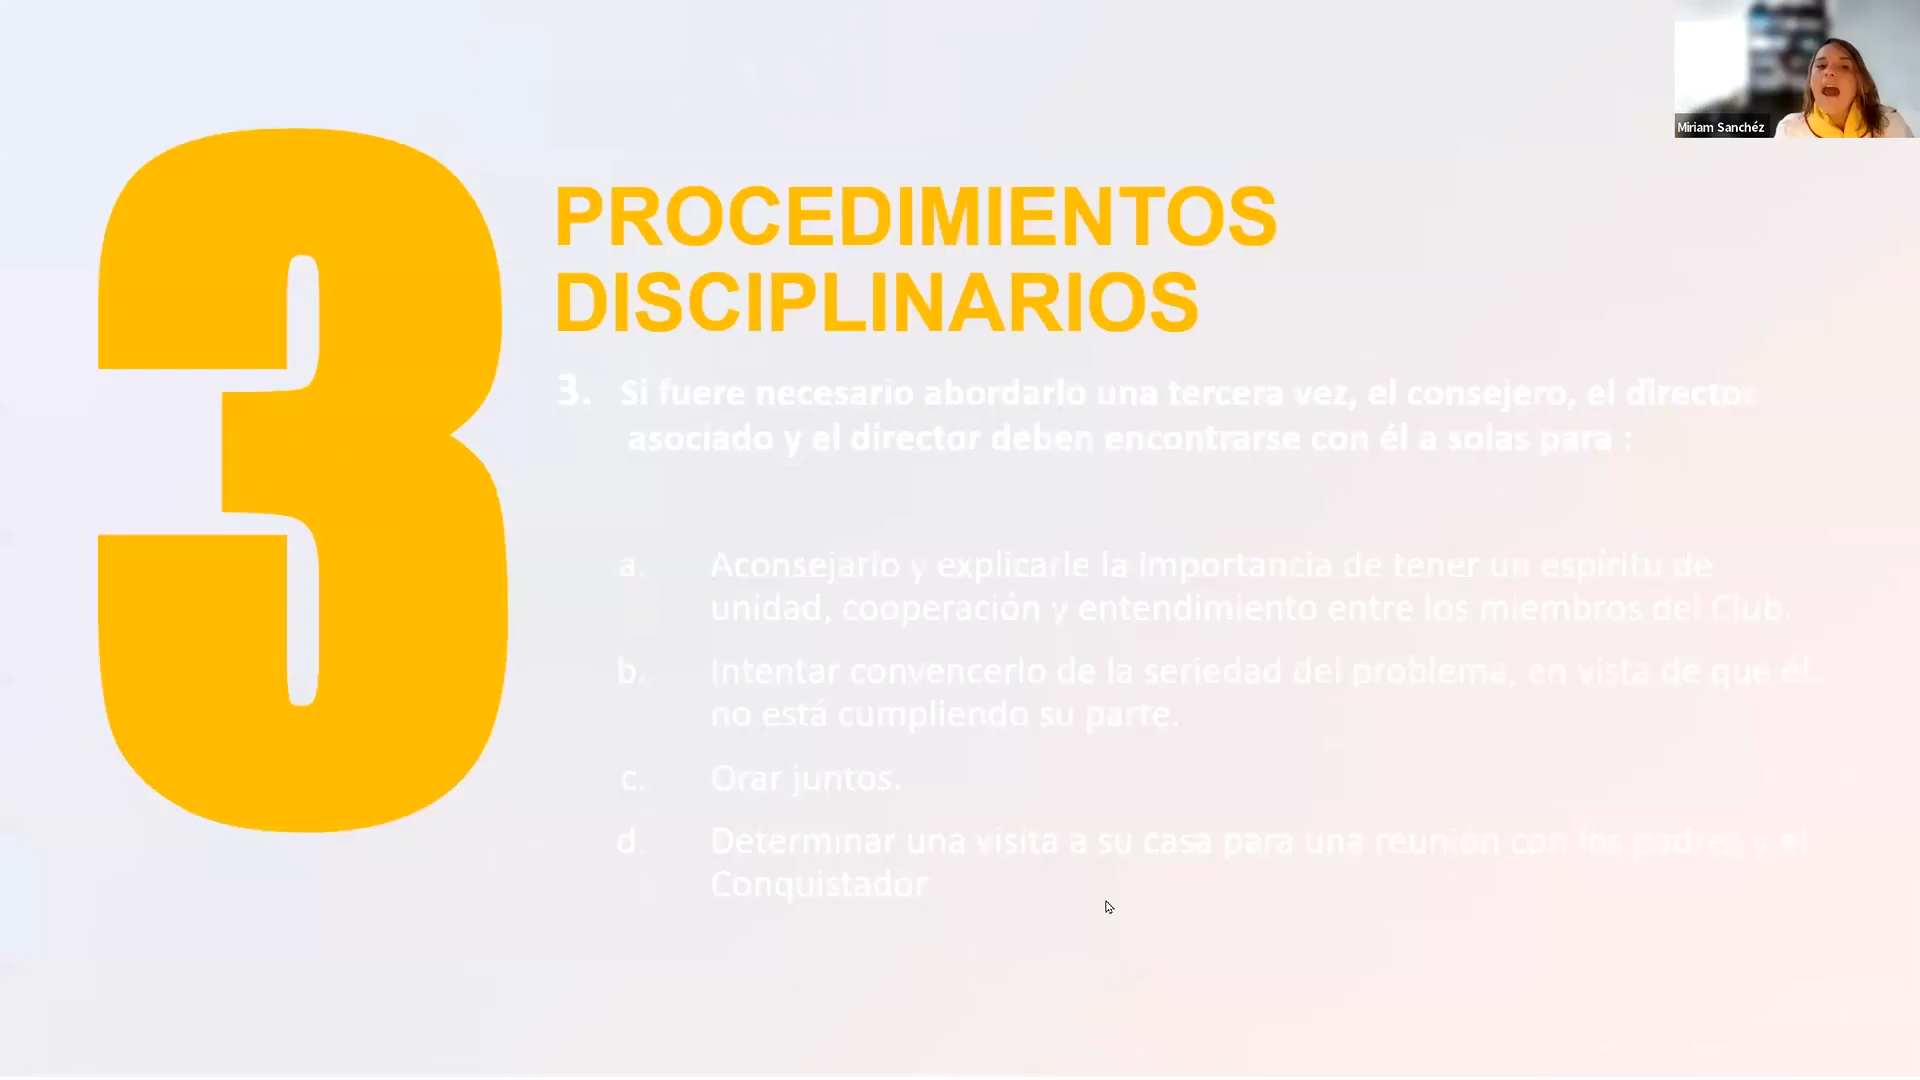 Miriam Sanchéz
3
PROCEDIMIENTOS
DISCIPLINARIOS
3. Si fuere necesario abordarlo una tercera vez, el consejero, el director
asociado y el director deben encontrarse con él a solas para :
a. Aconsejarlo y explicarle la importancia de tener un espíritu de
unidad, cooperación y entendimiento entre los miembros del Club.
b. Intentar convencerlo de la seriedad del problema, en vista de que él
no está cumpliendo su parte.
c. Orar juntos.
d. Determinar una visita a su casa para una reunión con los padres y el
Conquistador